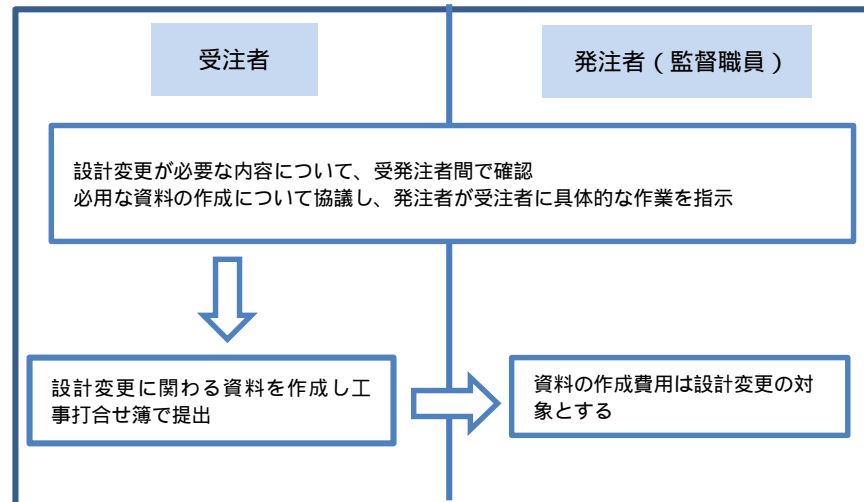 受注者
発注者（監督職員）
設計変更が必要な内容について、受発注者間で確認
必用な資料の作成について協議し、発注者が受注者に具体的な作業を指示
設計変更に関わる資料を作成し工
事打合せ簿で提出
資料の作成費用は設計変更の対
象とする